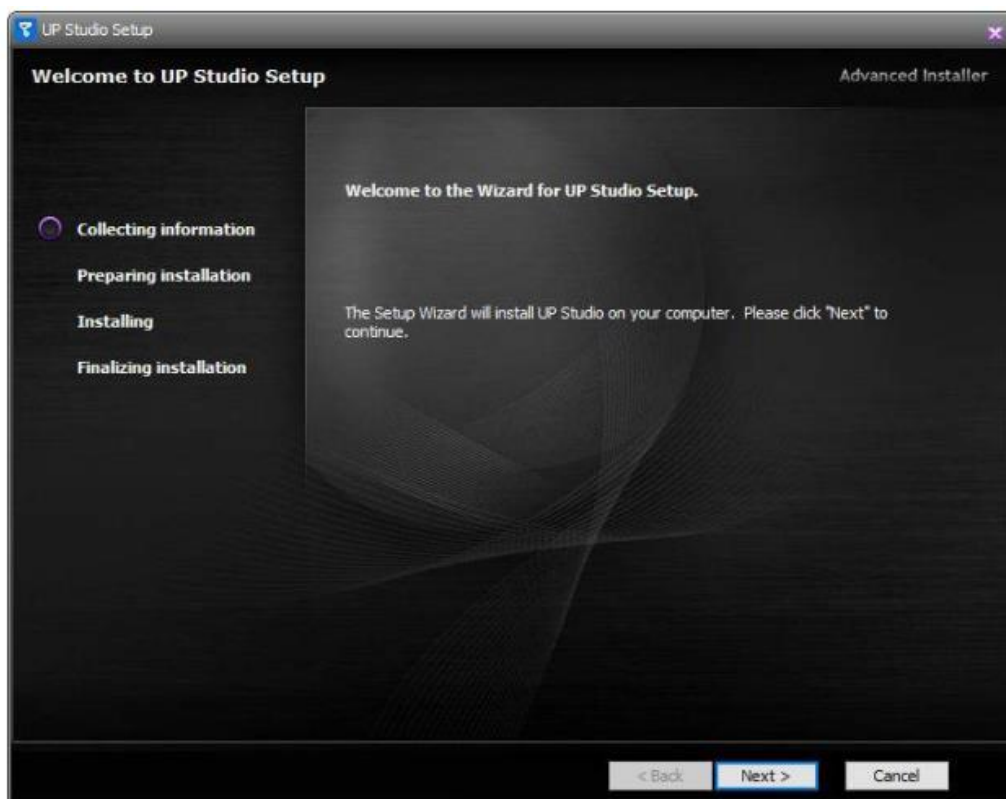 UP Studio Setup
Welcome to UP Studio Setup
Advanced Installer
Welcome to the Wizard for UP Studio Setup.
Collecting information
Preparing installation
Installing
Finalizing installation
The Setup Wizard will install UP Studio on your computer. Please click "Next" to
continue.
< Back
Next >
Cancel